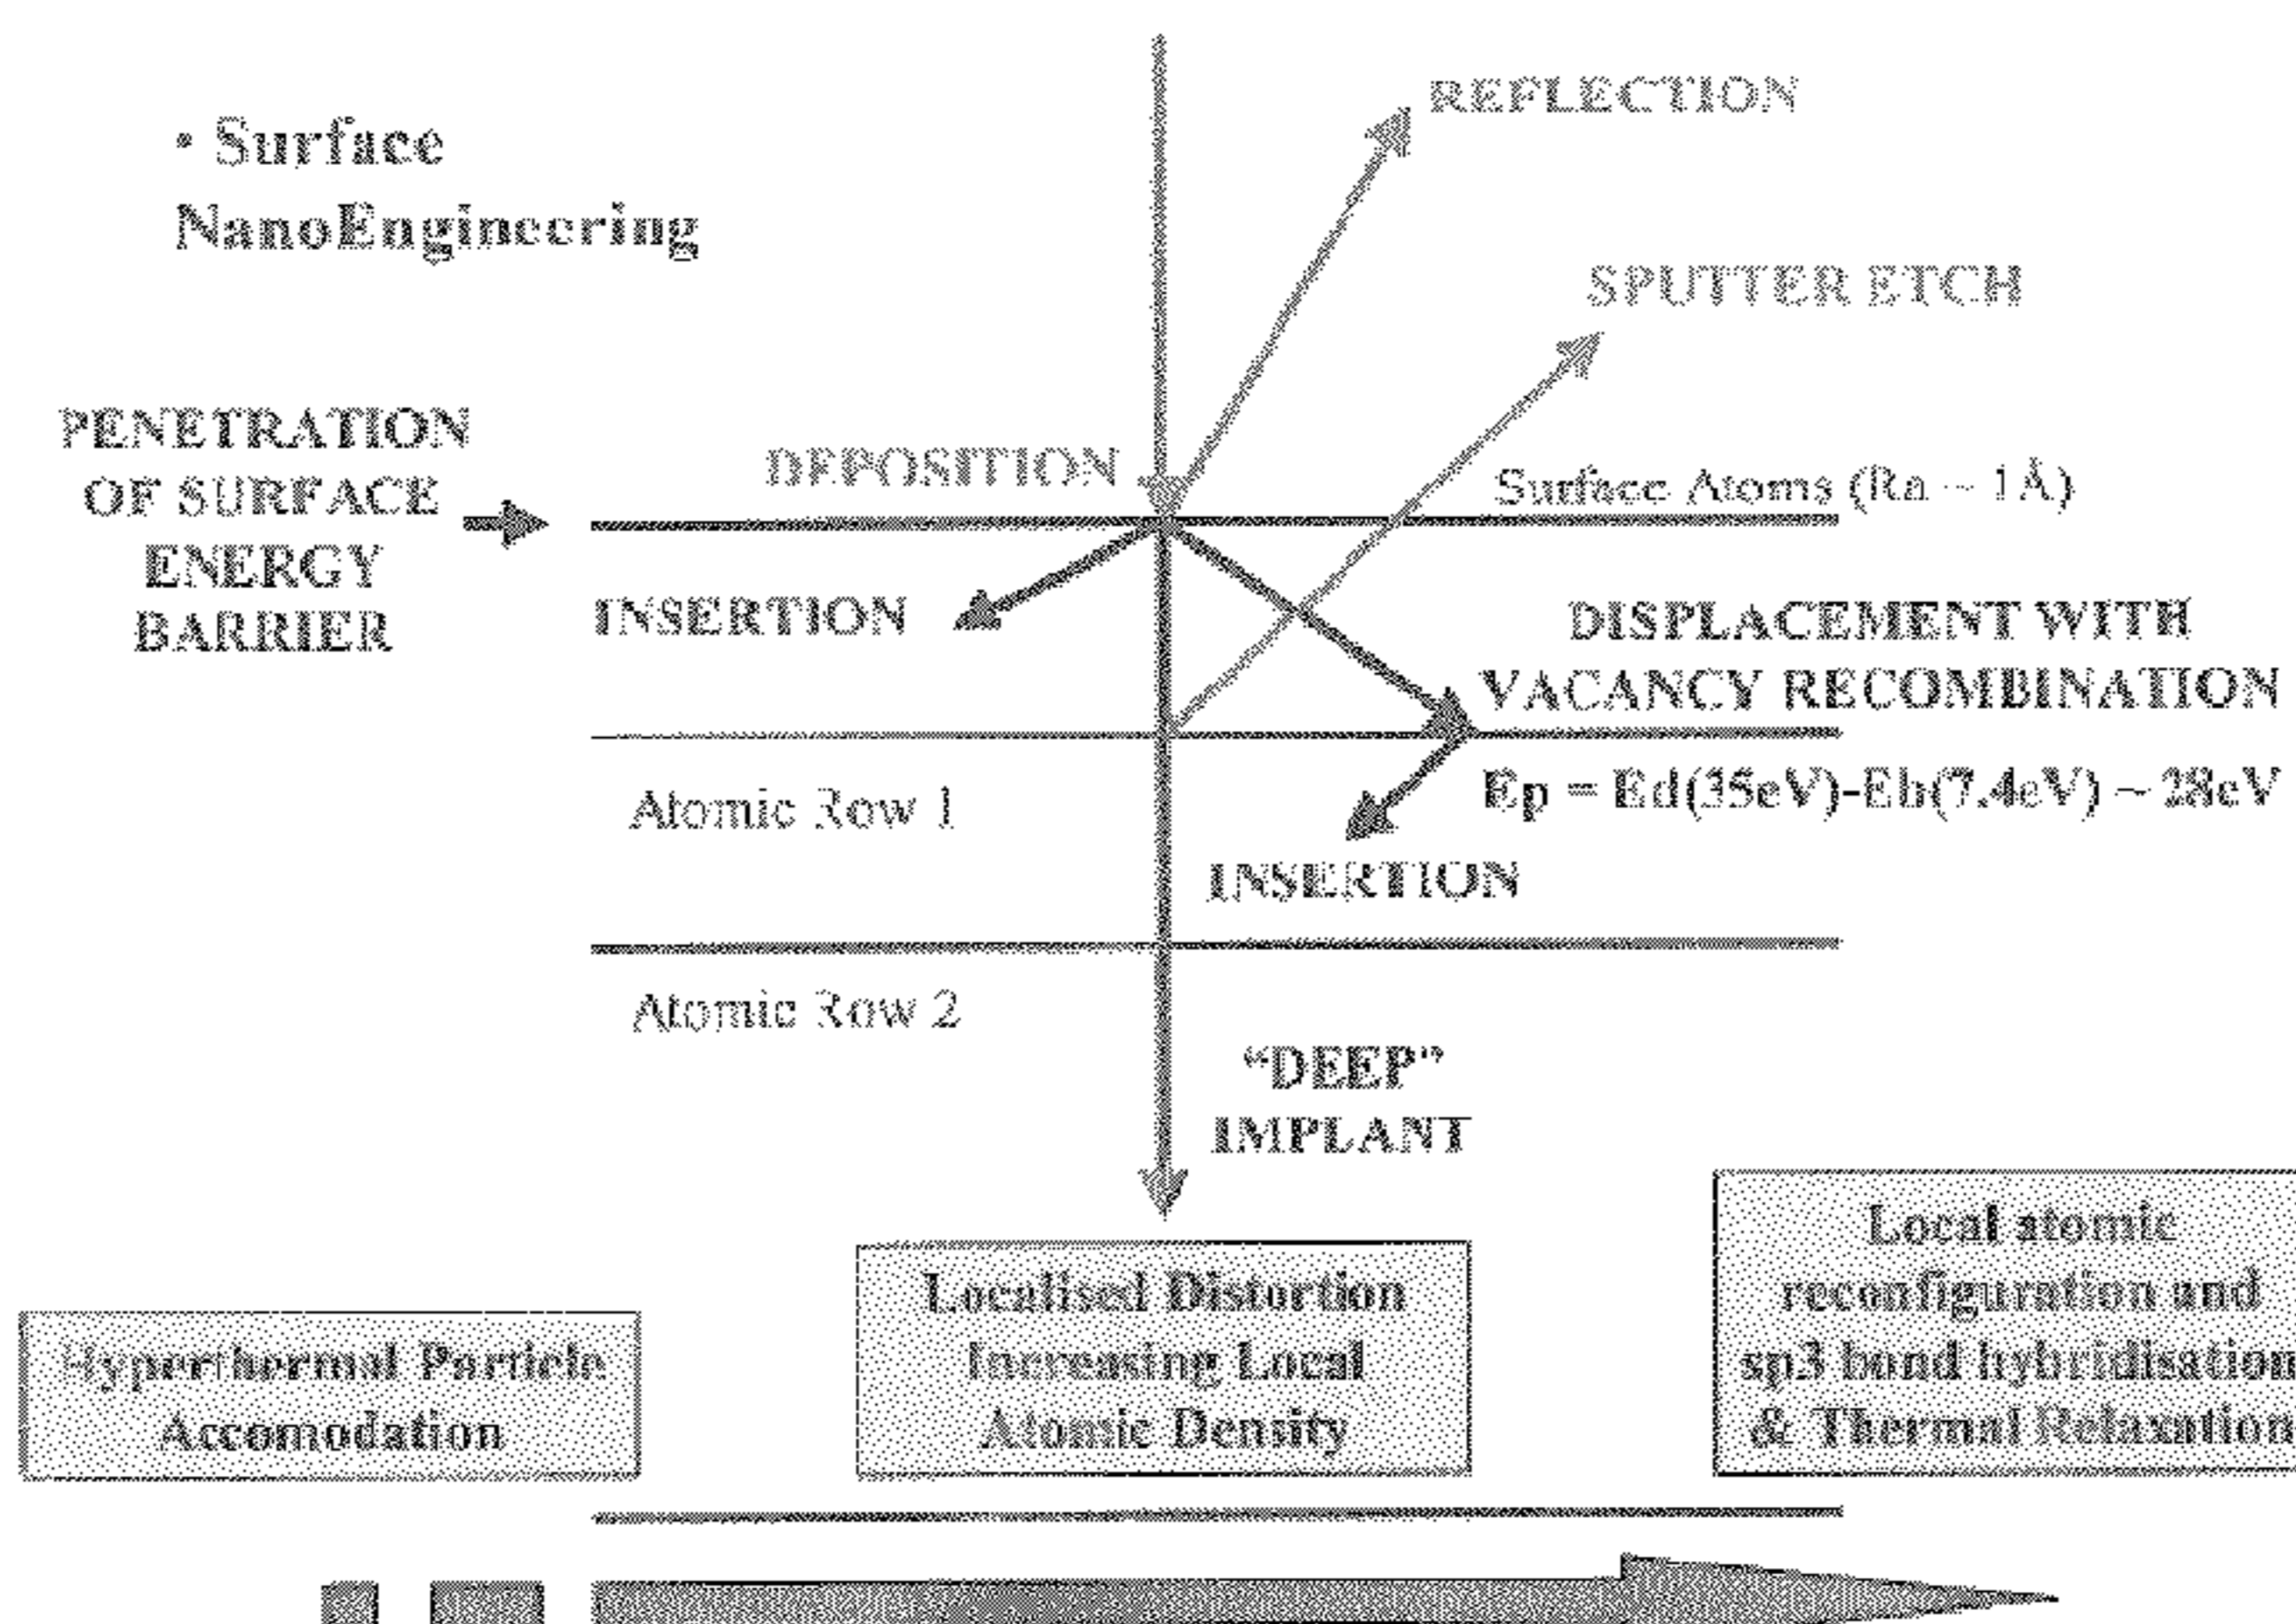 • Surface
NanoEngineering
REFLECTION
SPUTTER ETCH
PENETRATION
OF SURFACE
ENERGY
BARRIER
DEPOSITION
Surface Atoms (Ra ~ 1Å)
INSERTION
DISPLACEMENT WITH
VACANCY RECOMBINATION
Ep = Ed(35eV)-Eb(7.4eV) ~ 28eV
Atomic Row 1
INSERTION
Atomic Row 2
“DEEP”
IMPLANT
Hyperthermal Particle
Accomodation
Localised Distortion
Increasing Local
Atomic Density
Local atomic
reconfiguration and
sp3 bond hybridisation
& Thermal Relaxation